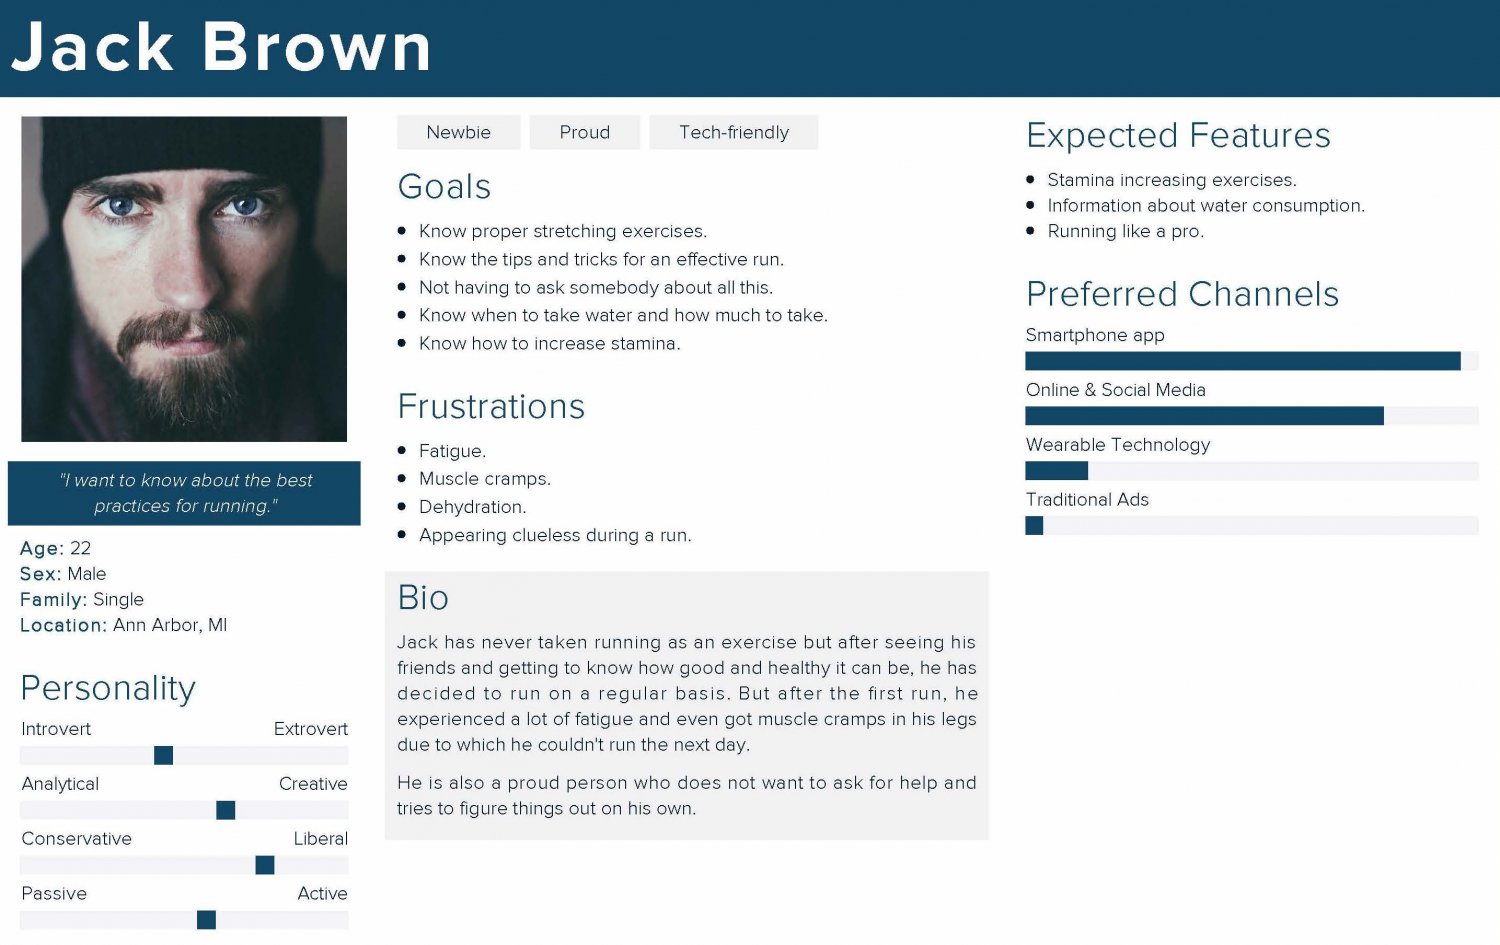 Jack Brown
"I want to know about the best
practices for running."
Age: 22
Sex: Male
Family: Single
Location: Ann Arbor, MI
Personality
Introvert Extrovert
Analytical Creative
Conservative Liberal
Passive Active
Newbie Proud Tech-friendly
Goals
Know proper stretching exercises.
Know the tips and tricks for an effective run.
Not having to ask somebody about all this.
Know when to take water and how much to take.
Know how to increase stamina.
Frustrations
Fatigue.
Muscle cramps.
Dehydration.
Appearing clueless during a run.
Bio
Jack has never taken running as an exercise but after seeing his
friends and getting to know how good and healthy it can be, he has
decided to run on a regular basis. But after the first run, he
experienced a lot of fatigue and even got muscle cramps in his legs
due to which he couldn't run the next day.
He is also a proud person who does not want to ask for help and
tries to figure things out on his own.
Expected Features
Stamina increasing exercises.
Information about water consumption.
Running like a pro.
Preferred Channels
Smartphone app
Online & Social Media
Wearable Technology
Traditional Ads